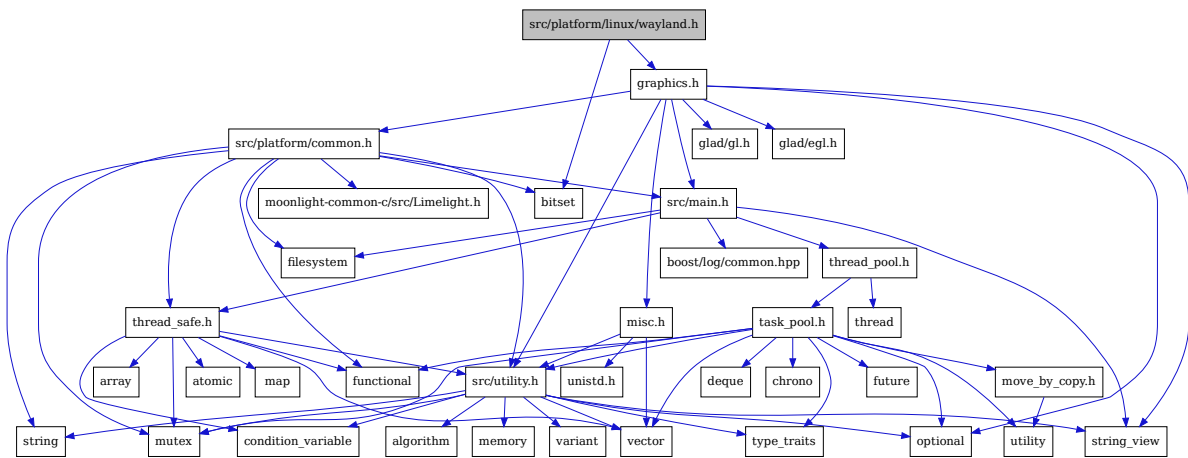 src/platform/linux/wayland.h
graphics.h
src/platform/common.h
glad/gl.h
glad/egl.h
moonlight-common-c/src/Limelight.h
bitset
src/main.h
filesystem
boost/log/common.hpp
thread_pool.h
thread_safe.h
misc.h
task_pool.h
thread
array
atomic
map
functional
src/utility.h
unistd.h
deque
chrono
future
move_by_copy.h
string
mutex
condition_variable
algorithm
memory
variant
vector
type_traits
optional
utility
string_view